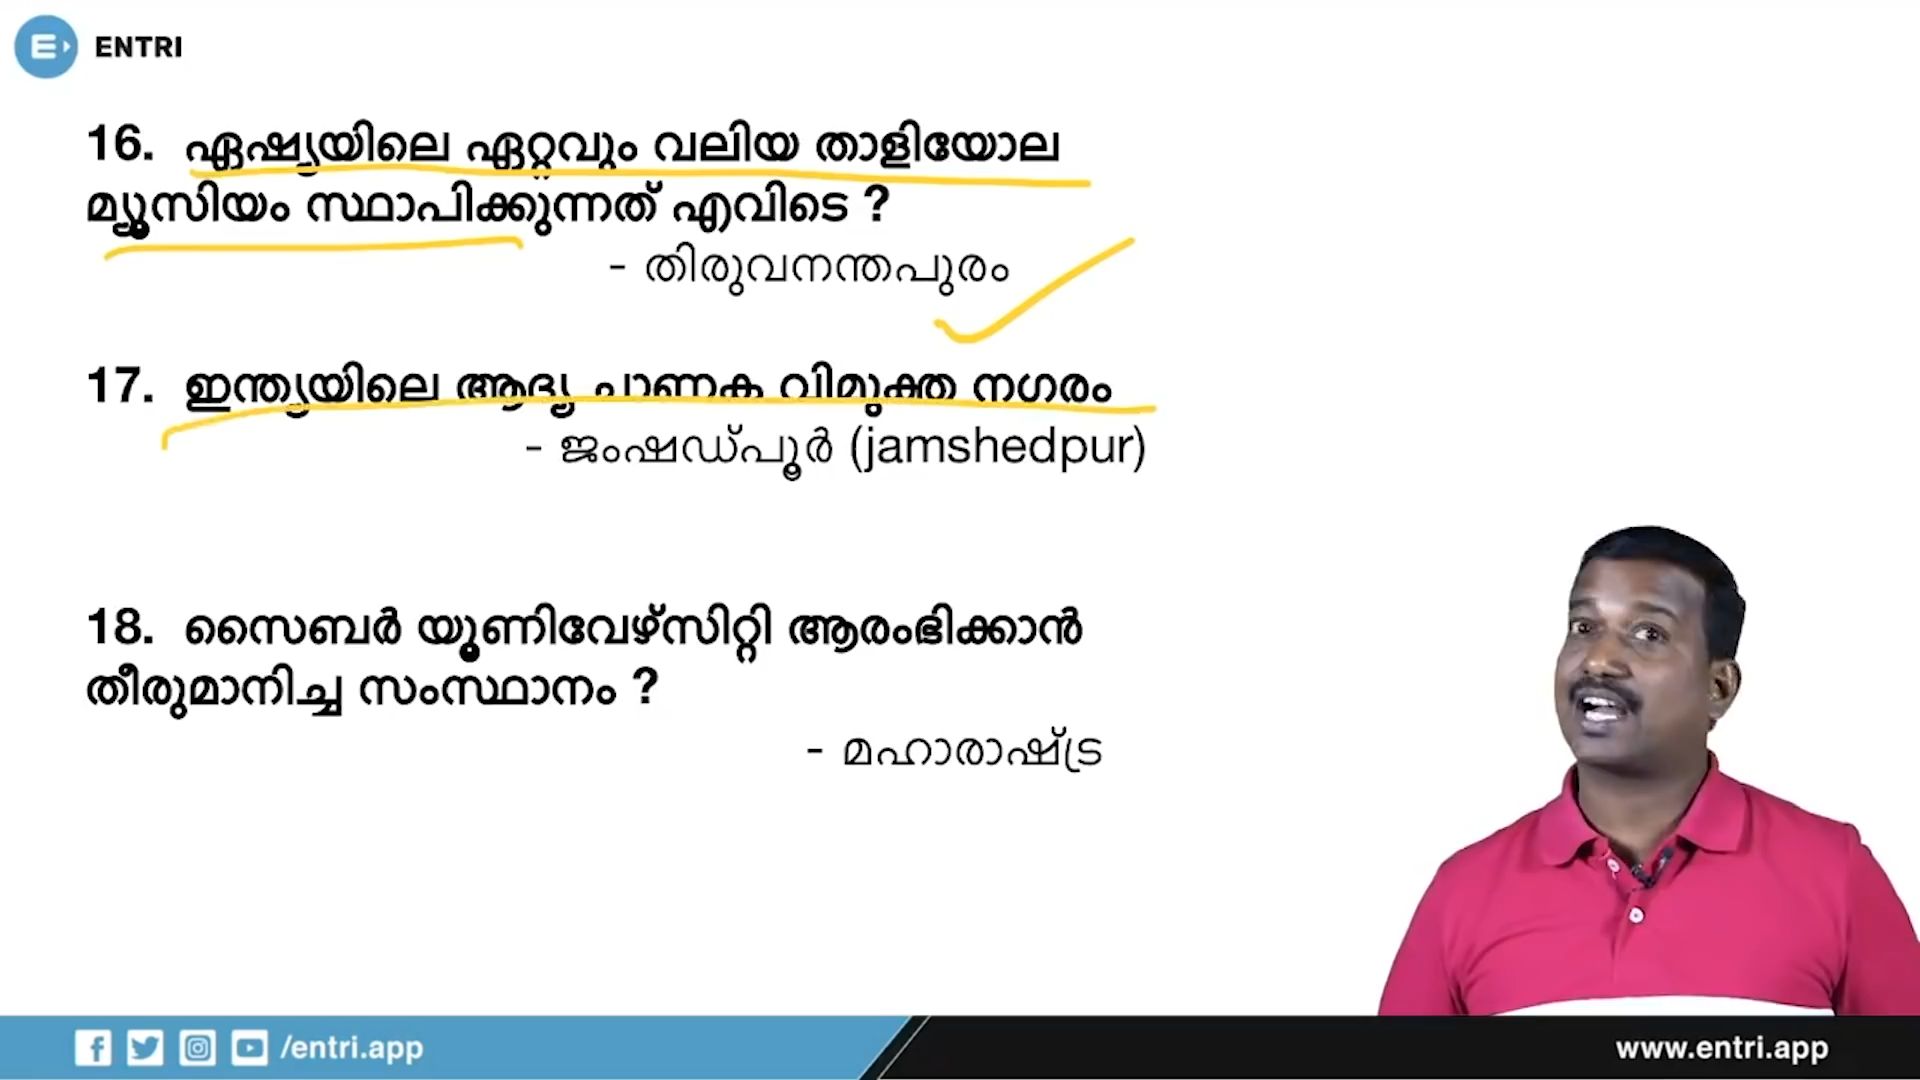 ENTRI
16. ഏഷ്യയിലെ ഏറ്റവും വലിയ താളിയോല
മ്യൂസിയം സ്ഥാപിക്കുന്നത് എവിടെ ?
- തിരുവനന്തപുരം
17. ഇന്ത്യയിലെ ആദ്യ ചാണക വിമുക്ത നഗരം
- ജംഷഡ്പൂർ (jamshedpur)
18. സൈബർ യൂണിവേഴ്സിറ്റി ആരംഭിക്കാൻ
തീരുമാനിച്ച സംസ്ഥാനം ?
- മഹാരാഷ്ട്ര
/entri.app
www.entri.app